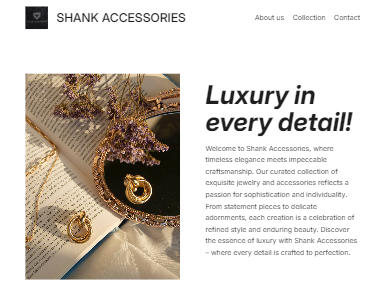 SHANK ACCESSORIES
About us Collection Contact
Luxury in
every detail!
Welcome to Shank Accessories, where
timeless elegance meets impeccable
craftsmanship. Our curated collection of
exquisite jewelry and accessories reflects a
passion for sophistication and individuality.
From statement pieces to delicate
adornments, each creation is a celebration of
refined style and enduring beauty. Discover
the essence of luxury with Shank Accessories
– where every detail is crafted to perfection.